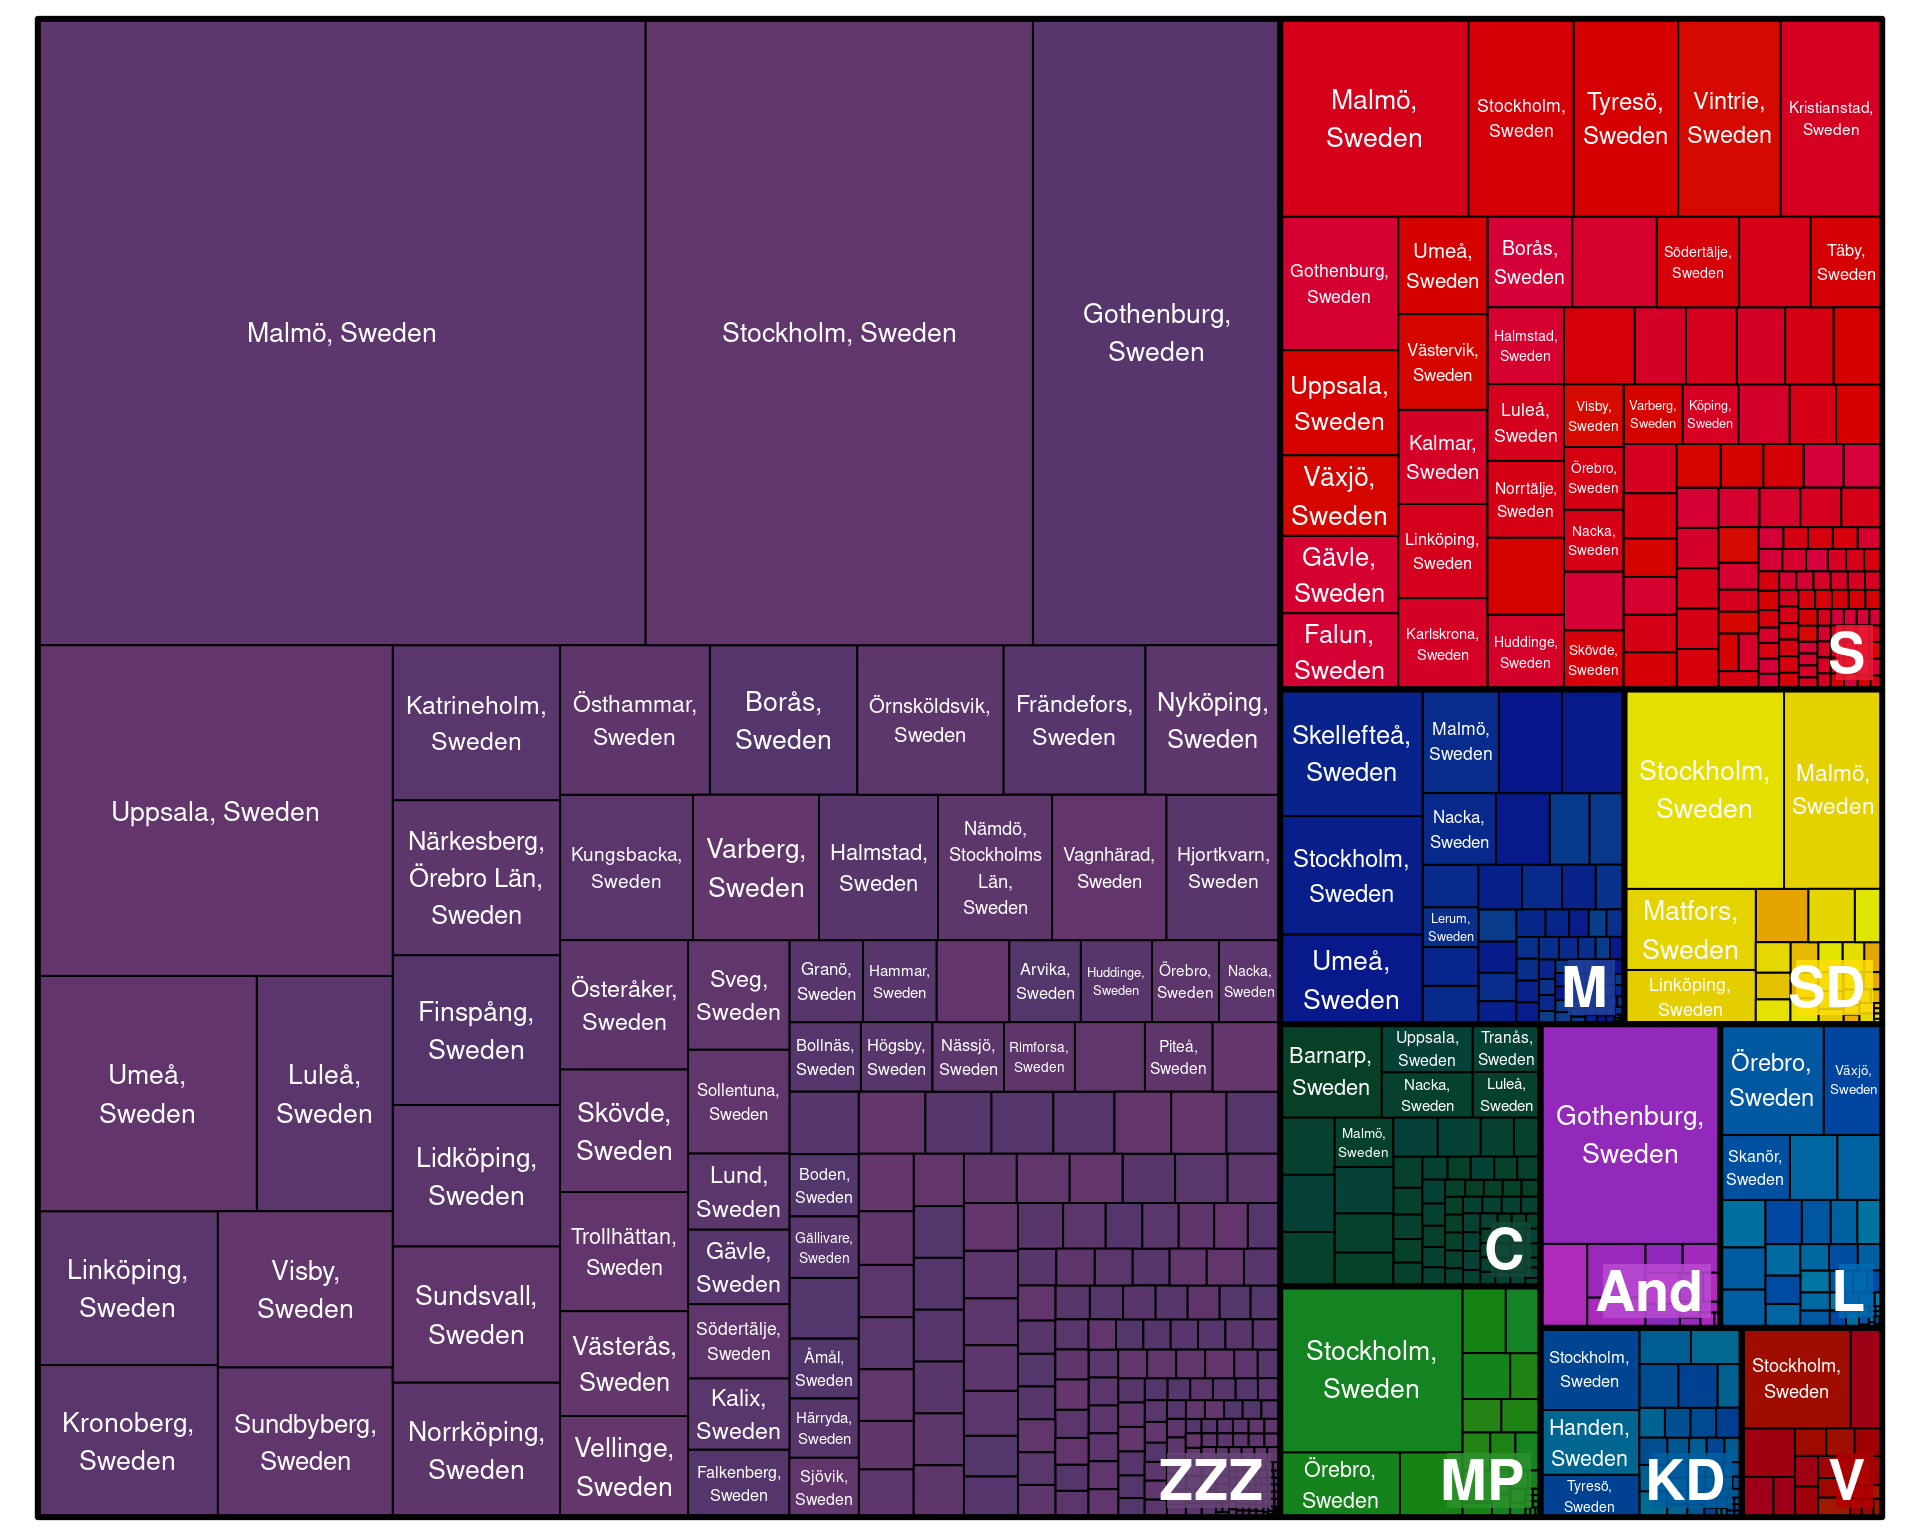 Malmö, Sweden
Stockholm, Sweden
Gothenburg,
Sweden
Uppsala, Sweden
Umeå,
Sweden
Luleå,
Sweden
Linköping,
Sweden
Visby,
Sweden
Kronoberg,
Sweden
Sundbyberg,
Sweden
Katrineholm,
Sweden
Närkesberg,
Örebro Län,
Sweden
Finspång,
Sweden
Lidköping,
Sweden
Sundsvall,
Sweden
Norrköping,
Sweden
Östhammar,
Sweden
Borås,
Sweden
Örnsköldsvik,
Sweden
Frändefors,
Sweden
Nyköping,
Sweden
Kungsbacka,
Sweden
Varberg,
Sweden
Halmstad,
Sweden
Nämdö,
Stockholms
Län,
Sweden
Vagnhärad,
Sweden
Hjortkvarn,
Sweden
Österåker,
Sweden
Skövde,
Sweden
Trollhättan,
Sweden
Västerås,
Sweden
Vellinge,
Sweden
Sveg,
Sweden
Sollentuna,
Sweden
Lund,
Sweden
Gävle,
Sweden
Södertälje,
Sweden
Kalix,
Sweden
Falkenberg,
Sweden
Granö,
Sweden
Hammar,
Sweden
Arvika,
Sweden
Huddinge,
Sweden
Örebro,
Sweden
Nacka,
Sweden
Bollnäs,
Sweden
Högsby,
Sweden
Nässjö,
Sweden
Rimforsa,
Sweden
Piteå,
Sweden
Boden,
Sweden
Gällivare,
Sweden
Åmål,
Sweden
Härryda,
Sweden
Sjövik,
Sweden
ZZZ
Malmö,
Sweden
Stockholm,
Sweden
Tyresö,
Sweden
Vintrie,
Sweden
Kristianstad,
Sweden
Gothenburg,
Sweden
Uppsala,
Sweden
Växjö,
Sweden
Gävle,
Sweden
Falun,
Sweden
Umeå,
Sweden
Västervik,
Sweden
Kalmar,
Sweden
Linköping,
Sweden
Karlskrona,
Sweden
Borås,
Sweden
Södertälje,
Sweden
Täby,
Sweden
Halmstad,
Sweden
Luleå,
Sweden
Norrtälje,
Sweden
Huddinge,
Sweden
Visby,
Sweden
Varberg,
Sweden
Köping,
Sweden
Örebro,
Sweden
Nacka,
Sweden
Skövde,
Sweden
S
Skellefteå,
Sweden
Stockholm,
Sweden
Umeå,
Sweden
Malmö,
Sweden
Nacka,
Sweden
Lerum,
Sweden
M
Stockholm,
Sweden
Malmö,
Sweden
Matfors,
Sweden
Linköping,
Sweden
SD
Barnarp,
Sweden
Uppsala,
Sweden
Tranås,
Sweden
Nacka,
Sweden
Luleå,
Sweden
Malmö,
Sweden
C
Gothenburg,
Sweden
And
Örebro,
Sweden
Växjö,
Sweden
Skanör,
Sweden
L
Stockholm,
Sweden
Örebro,
Sweden
MP
Stockholm,
Sweden
Handen,
Sweden
Tyresö,
Sweden
KD
Stockholm,
Sweden
V